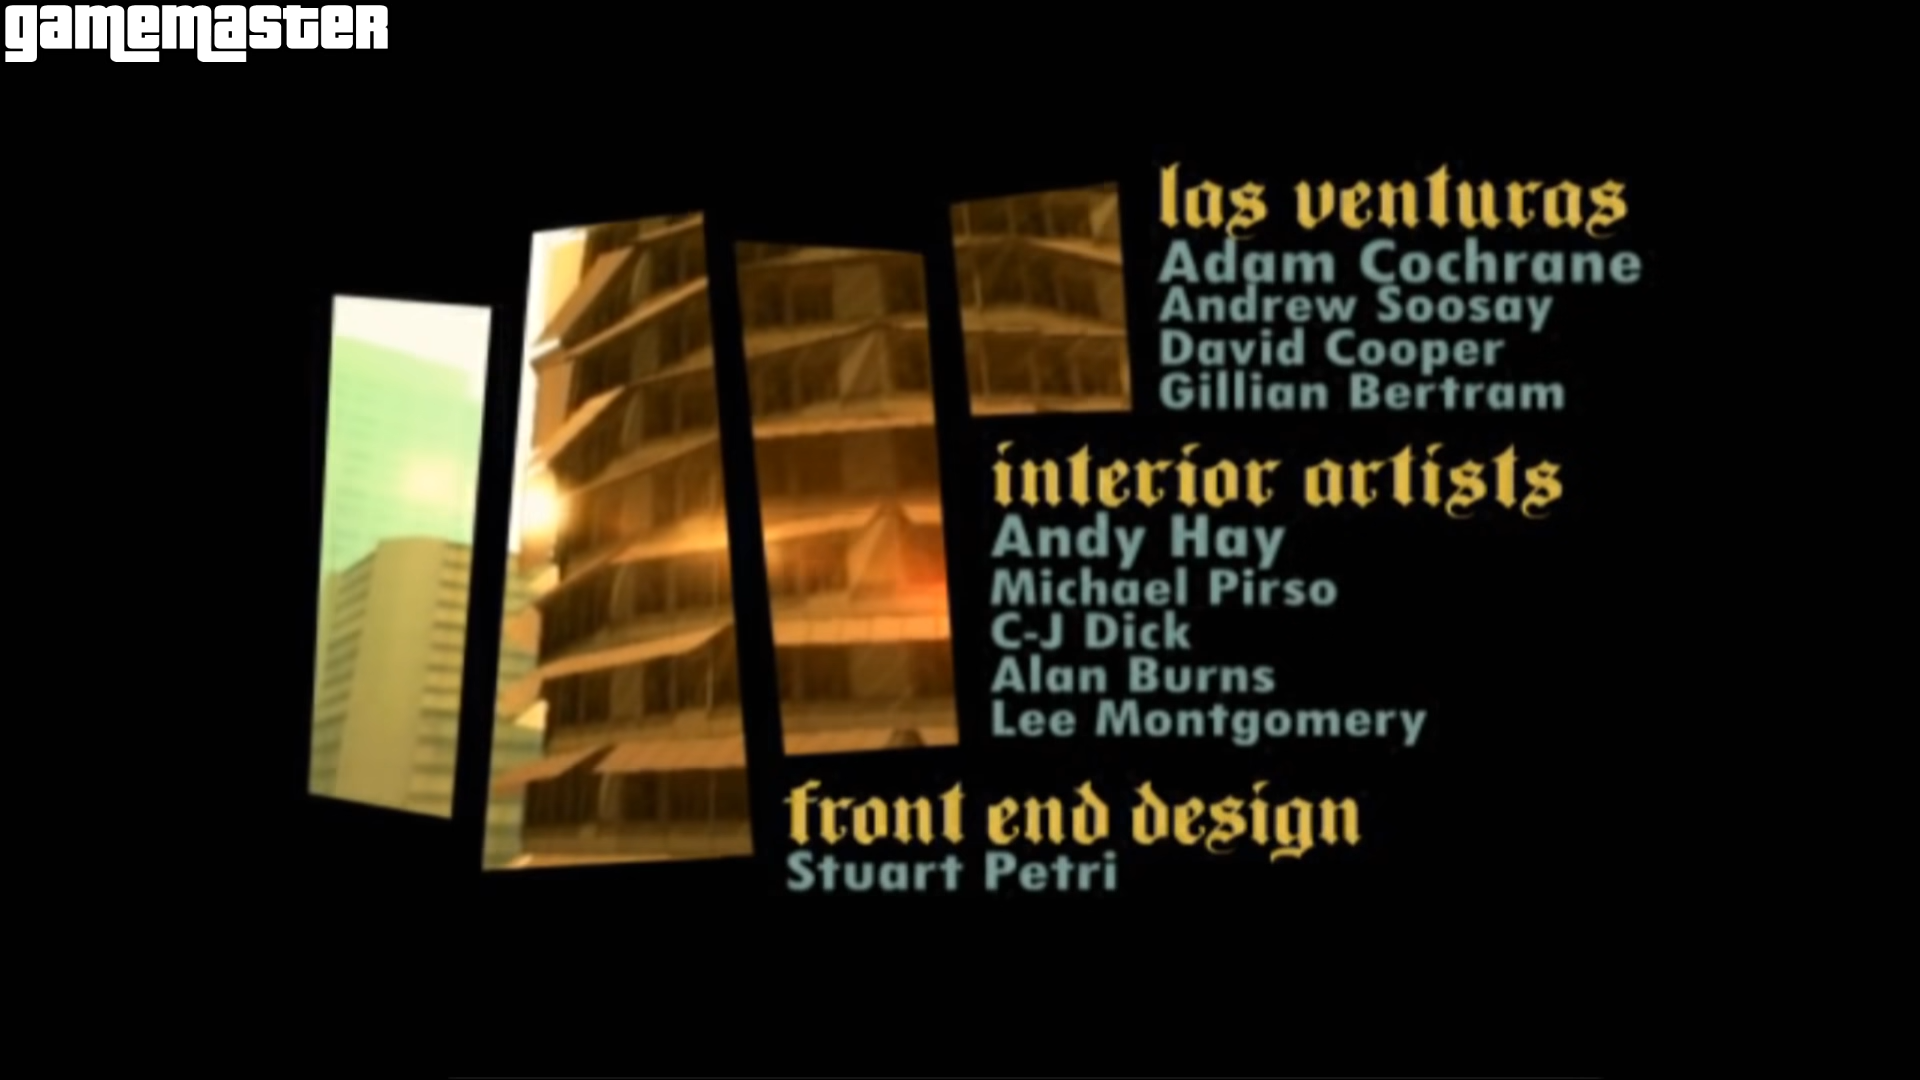 gamemaster
las venturas
Adam Cochrane
Andrew Soosay
David Cooper
Gillian Bertram
interior artists
Andy Hay
Michael Pirso
C-J Dick
Alan Burns
Lee Montgomery
front end design
Stuart Petri